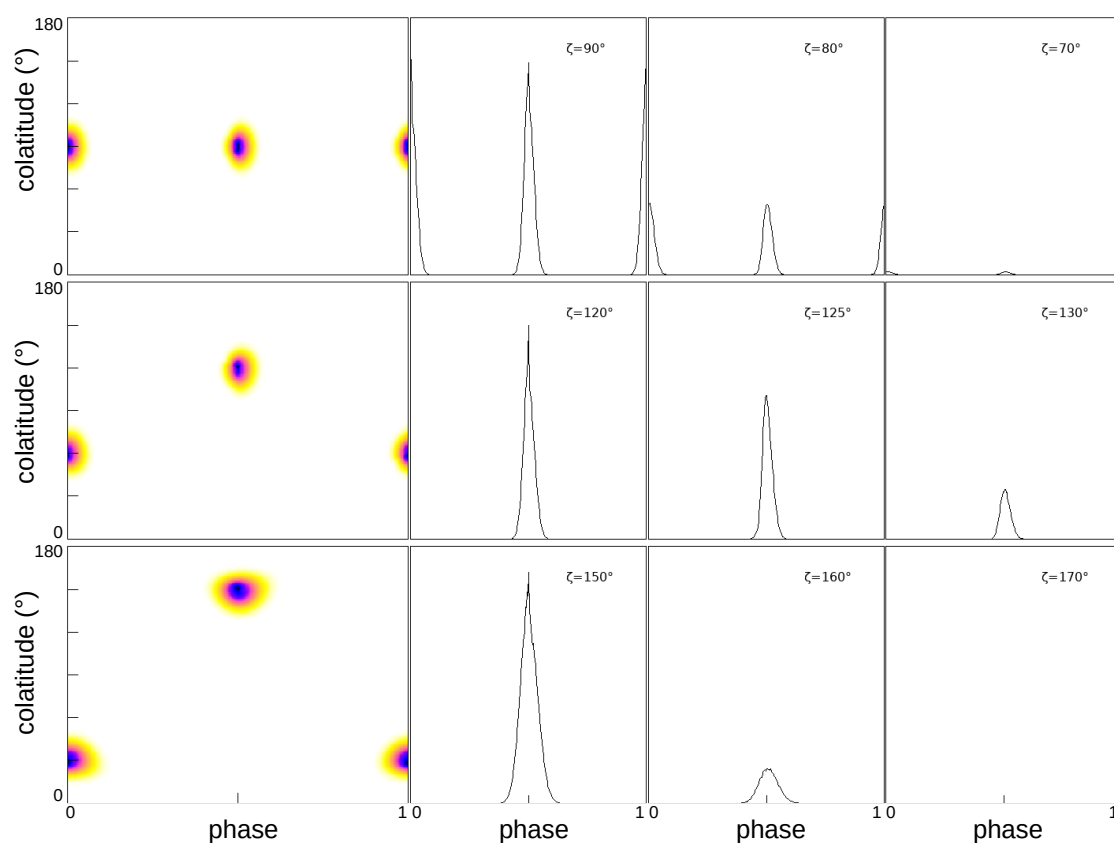 180
colatitude (°)
0
ζ=90°
ζ=80°
ζ=70°
180
colatitude (°)
0
ζ=120°
ζ=125°
ζ=130°
180
colatitude (°)
0
ζ=150°
ζ=160°
ζ=170°
0 1 0 1 0 1 0 1
phase phase phase phase